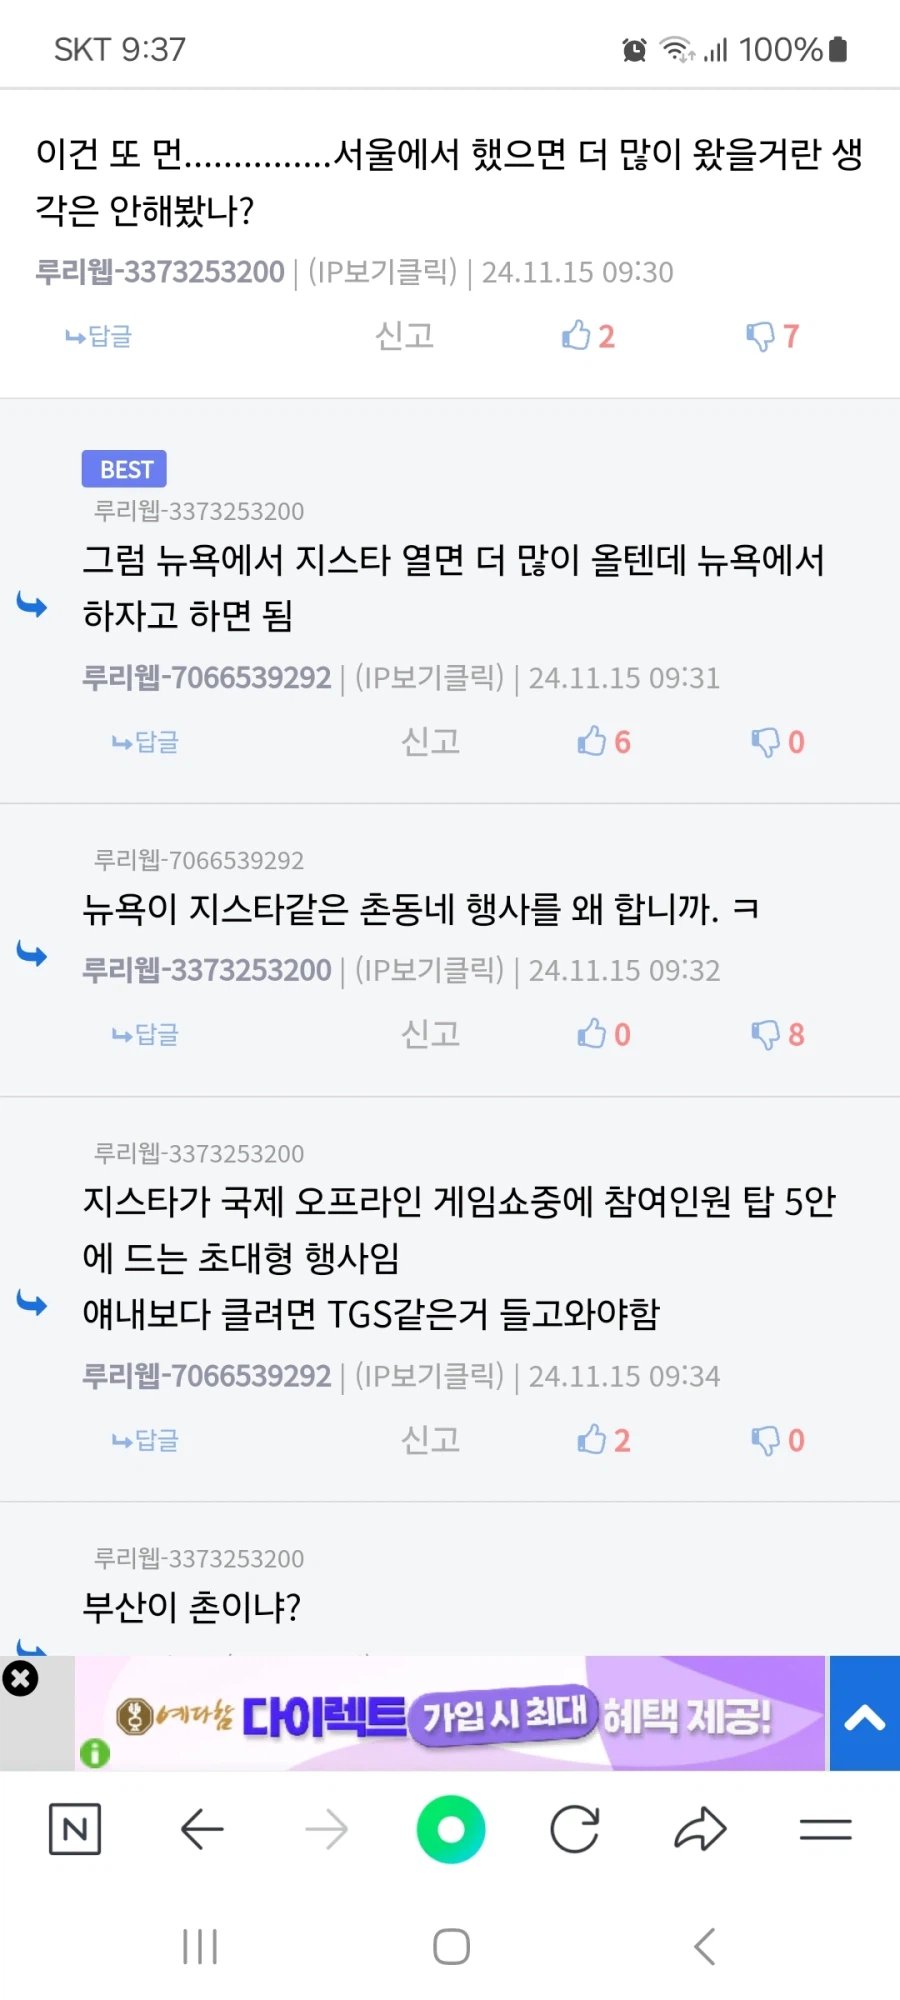 SKT 9:37
100%
이건 또 먼...............서울에서 했으면 더 많이 왔을거란 생
각은 안해봤나?
루리웹-3373253200 | (IP보기클릭) | 24.11.15 09:30
답글 신고 2 7
BEST
루리웹-3373253200
그럼 뉴욕에서 지스타 열면 더 많이 올텐데 뉴욕에서
하자고 하면 됨
루리웹-7066539292 | (IP보기클릭) | 24.11.15 09:31
답글 신고 6 0
루리웹-7066539292
뉴욕이 지스타같은 촌동네 행사를 왜 합니까. ㅋ
루리웹-3373253200 | (IP보기클릭) | 24.11.15 09:32
답글 신고 0 8
루리웹-3373253200
지스타가 국제 오프라인 게임쇼중에 참여인원 탑 5안
에 드는 초대형 행사임
얘내보다 클려면 TGS같은거 들고와야함
루리웹-7066539292 | (IP보기클릭) | 24.11.15 09:34
답글 신고 2 0
루리웹-3373253200
부산이 촌이냐?
예다함 다이렉트 가입 시 최대 혜택 제공!
N